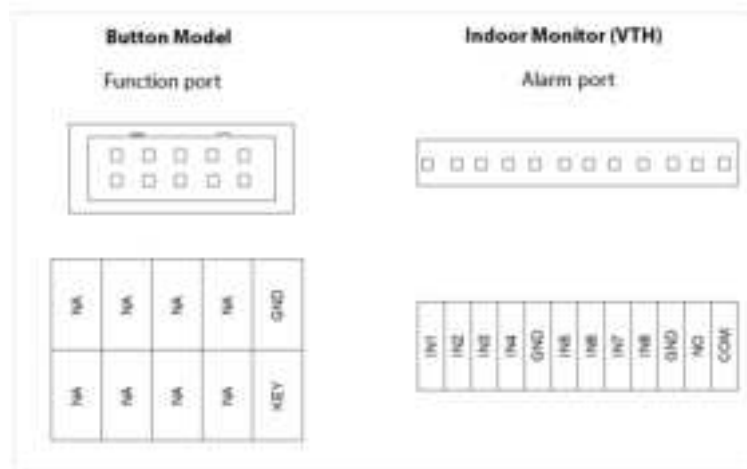 Button Model
Indoor Monitor (VTH)
Function port
Alarm port
NA NA NA NA GND
NA NA NA NA KEY
IN1 IN2 IN3 IN4 GND IN5 IN6 IN7 IN8 GND NO COM